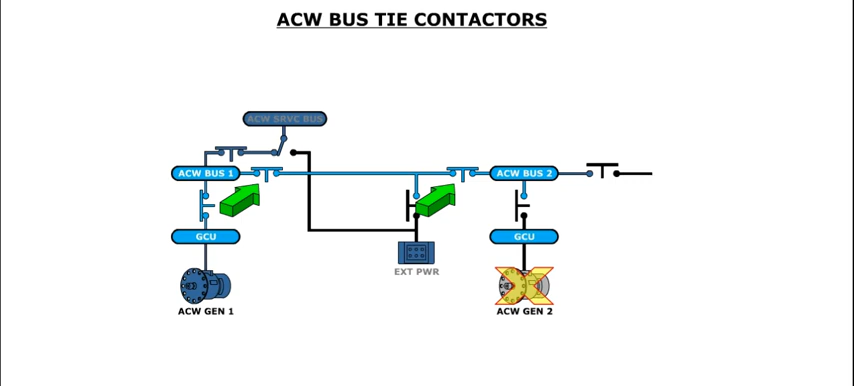 ACW BUS TIE CONTACTORS
ACW SRVC BUS
ACW BUS 1
ACW BUS 2
GCU
GCU
EXT PWR
ACW GEN 1
ACW GEN 2